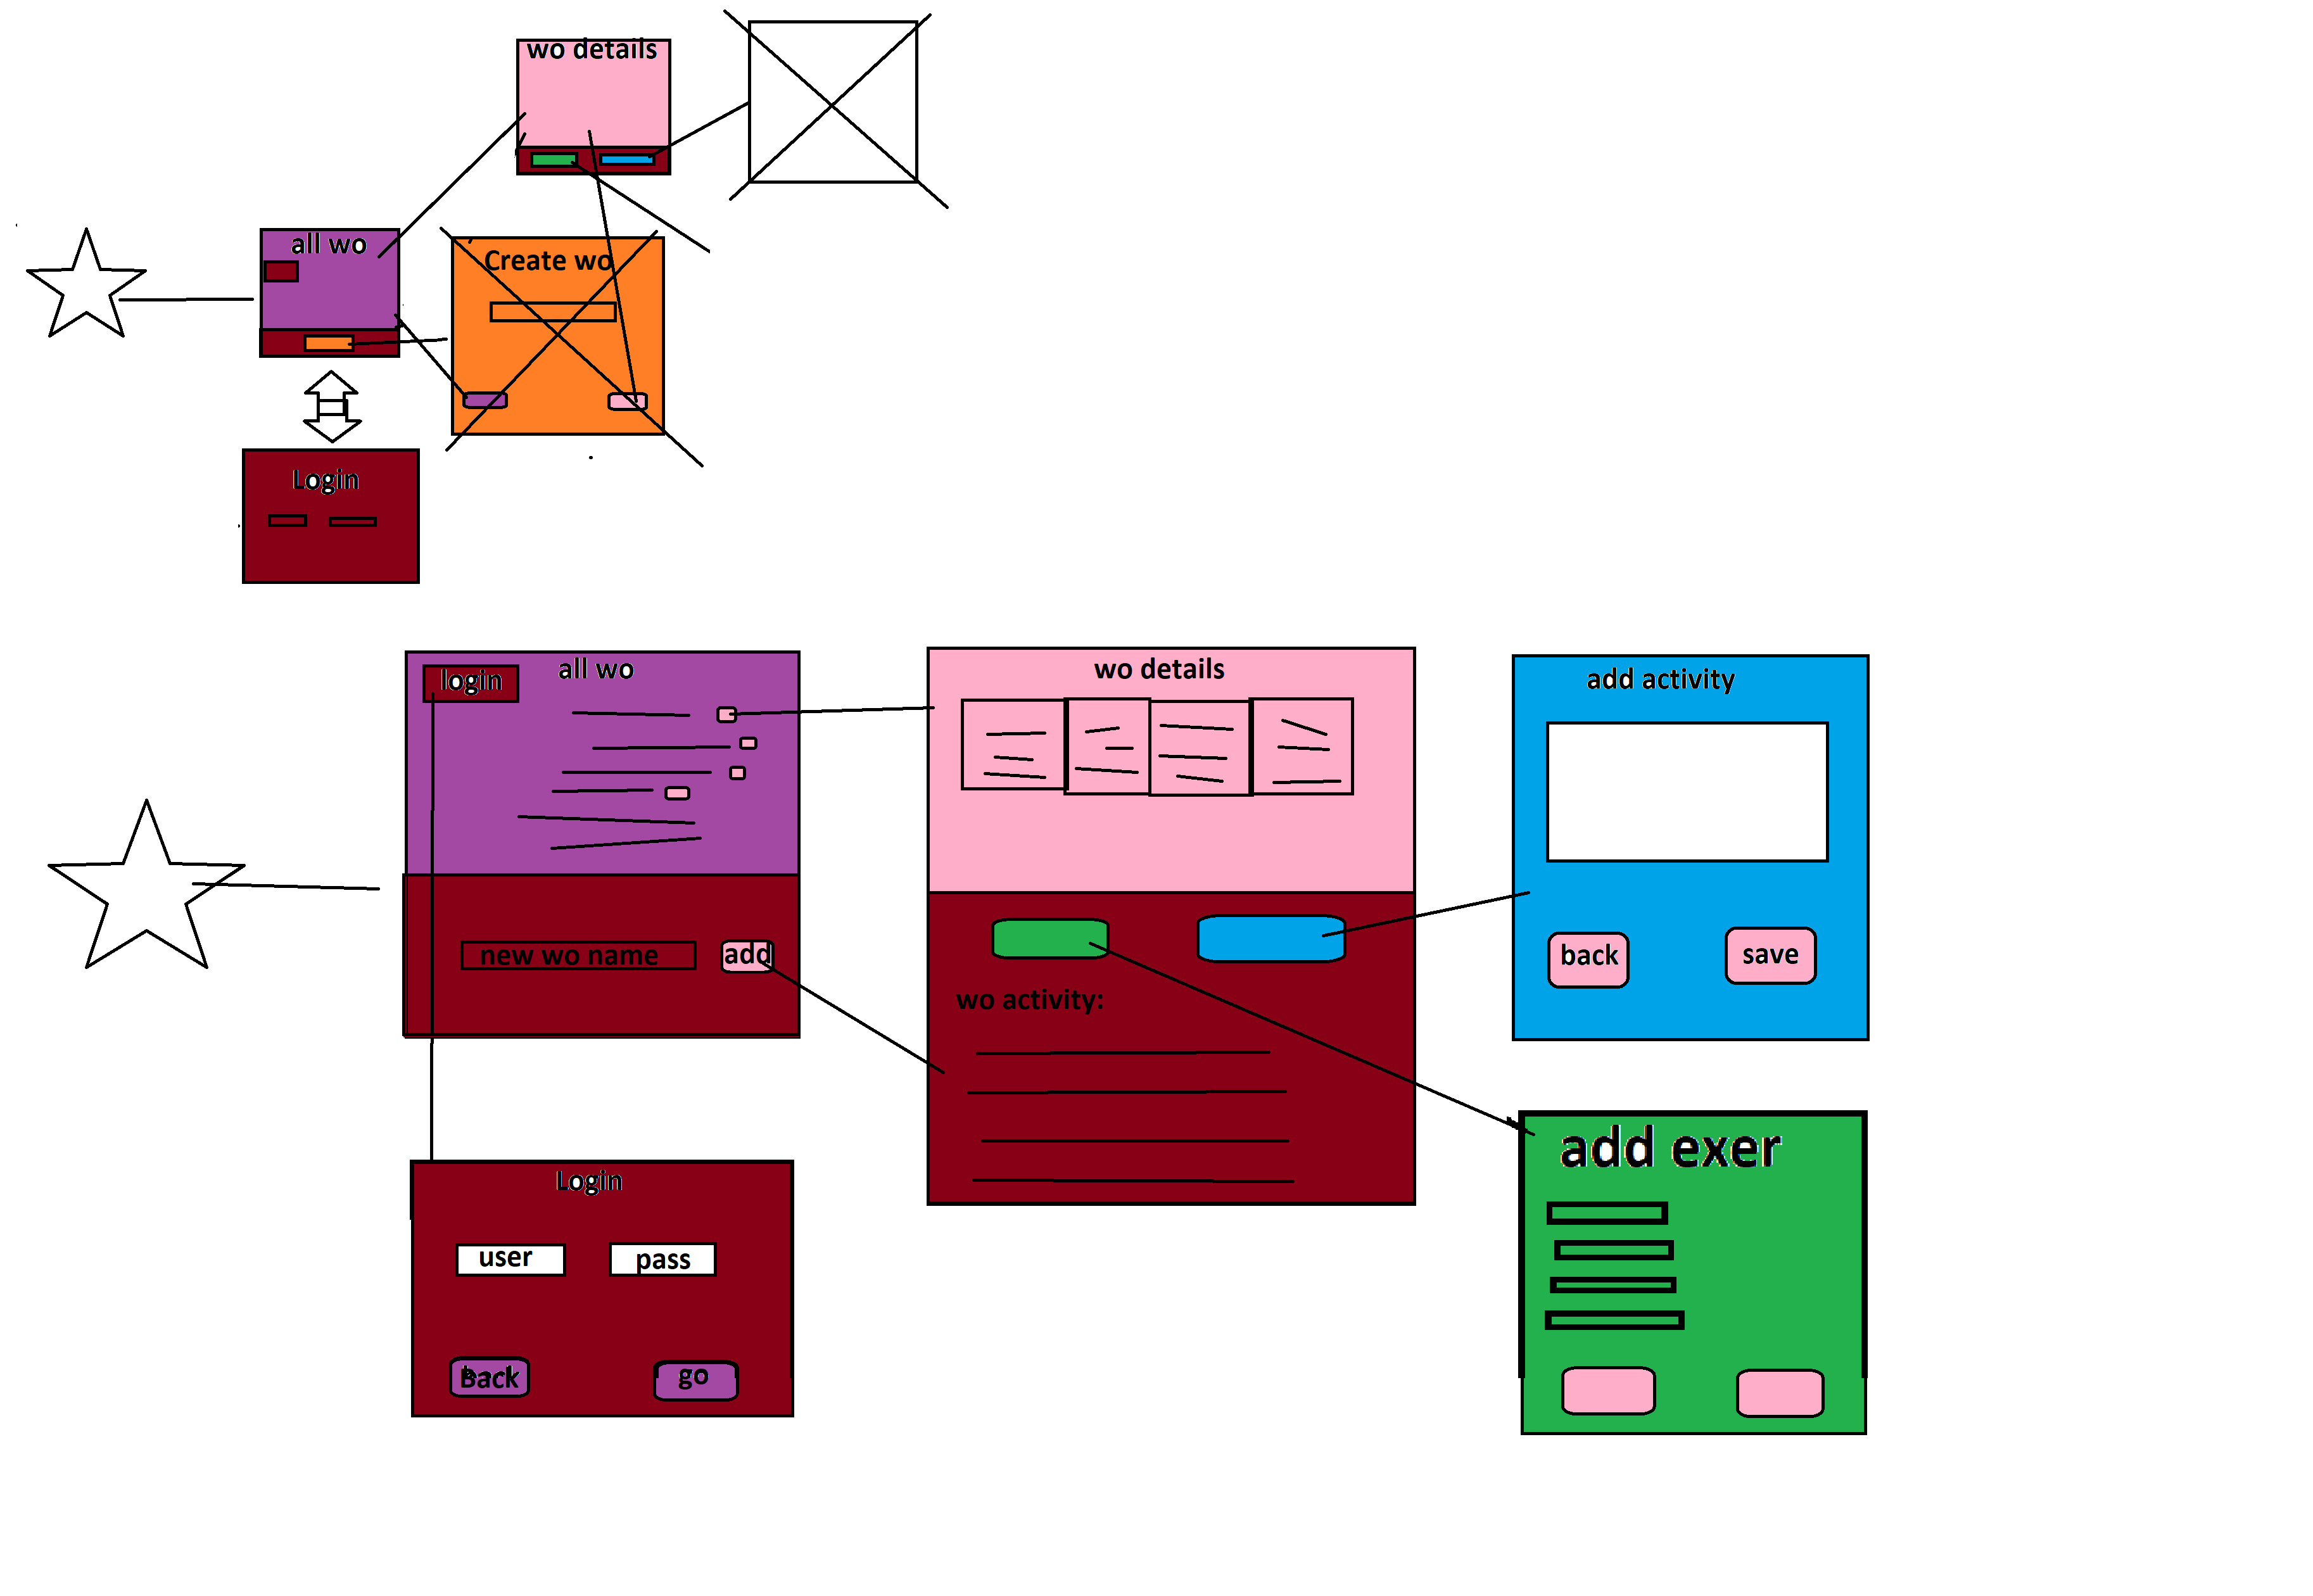 wo details
all wo
Create wo
Login
all wo
login
new wo name
add
wo details
wo activity:
add activity
back
save
Login
user
pass
Back
go
add exer